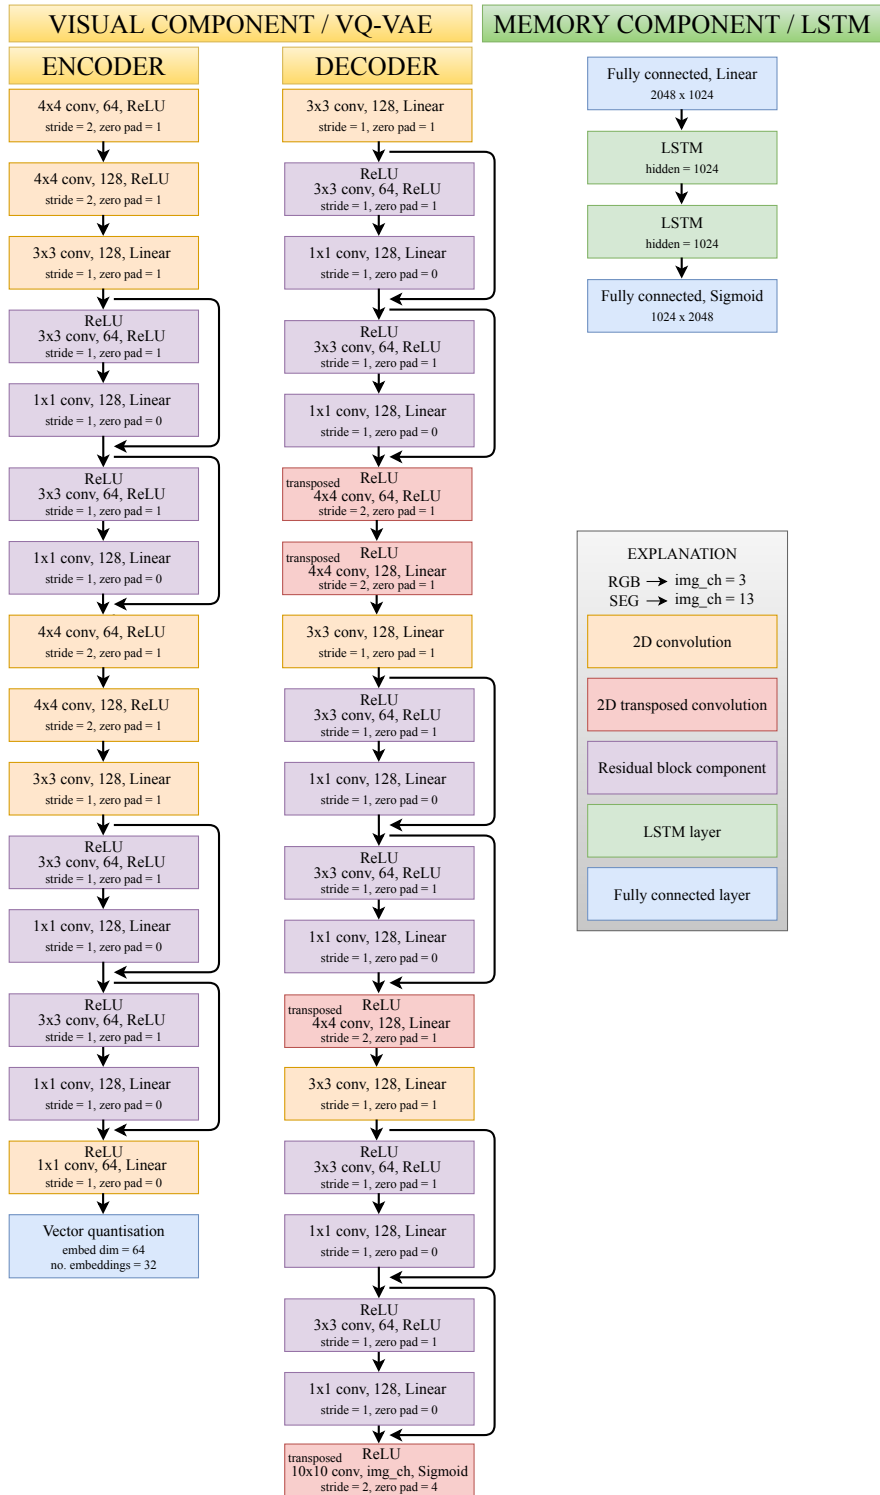 VISUAL COMPONENT / VQ-VAE
ENCODER
4x4 conv, 64, ReLU
stride = 2, zero pad = 1
4x4 conv, 128, ReLU
stride = 2, zero pad = 1
3x3 conv, 128, Linear
stride = 1, zero pad = 1
ReLU
3x3 conv, 64, ReLU
stride = 1, zero pad = 1
1x1 conv, 128, Linear
stride = 1, zero pad = 0
ReLU
3x3 conv, 64, ReLU
stride = 1, zero pad = 1
1x1 conv, 128, Linear
stride = 1, zero pad = 0
4x4 conv, 64, ReLU
stride = 2, zero pad = 1
4x4 conv, 128, ReLU
stride = 2, zero pad = 1
3x3 conv, 128, Linear
stride = 1, zero pad = 1
ReLU
3x3 conv, 64, ReLU
stride = 1, zero pad = 1
1x1 conv, 128, Linear
stride = 1, zero pad = 0
ReLU
3x3 conv, 64, ReLU
stride = 1, zero pad = 1
1x1 conv, 128, Linear
stride = 1, zero pad = 0
ReLU
1x1 conv, 64, Linear
stride = 1, zero pad = 0
Vector quantisation
embed dim = 64
no. embeddings = 32
DECODER
3x3 conv, 128, Linear
stride = 1, zero pad = 1
ReLU
3x3 conv, 64, ReLU
stride = 1, zero pad = 1
1x1 conv, 128, Linear
stride = 1, zero pad = 0
ReLU
3x3 conv, 64, ReLU
stride = 1, zero pad = 1
1x1 conv, 128, Linear
stride = 1, zero pad = 0
transposed ReLU
4x4 conv, 64, ReLU
stride = 2, zero pad = 1
transposed ReLU
4x4 conv, 128, Linear
stride = 2, zero pad = 1
3x3 conv, 128, Linear
stride = 1, zero pad = 1
ReLU
3x3 conv, 64, ReLU
stride = 1, zero pad = 1
1x1 conv, 128, Linear
stride = 1, zero pad = 0
ReLU
3x3 conv, 64, ReLU
stride = 1, zero pad = 1
1x1 conv, 128, Linear
stride = 1, zero pad = 0
transposed ReLU
4x4 conv, 128, Linear
stride = 2, zero pad = 1
3x3 conv, 128, Linear
stride = 1, zero pad = 1
ReLU
3x3 conv, 64, ReLU
stride = 1, zero pad = 1
1x1 conv, 128, Linear
stride = 1, zero pad = 0
ReLU
3x3 conv, 64, ReLU
stride = 1, zero pad = 1
1x1 conv, 128, Linear
stride = 1, zero pad = 0
transposed ReLU
10x10 conv, img_ch, Sigmoid
stride = 2, zero pad = 4
MEMORY COMPONENT / LSTM
Fully connected, Linear
2048 x 1024
LSTM
hidden = 1024
LSTM
hidden = 1024
Fully connected, Sigmoid
1024 x 2048
EXPLANATION
RGB → img_ch = 3
SEG → img_ch = 13
2D convolution
2D transposed convolution
Residual block component
LSTM layer
Fully connected layer